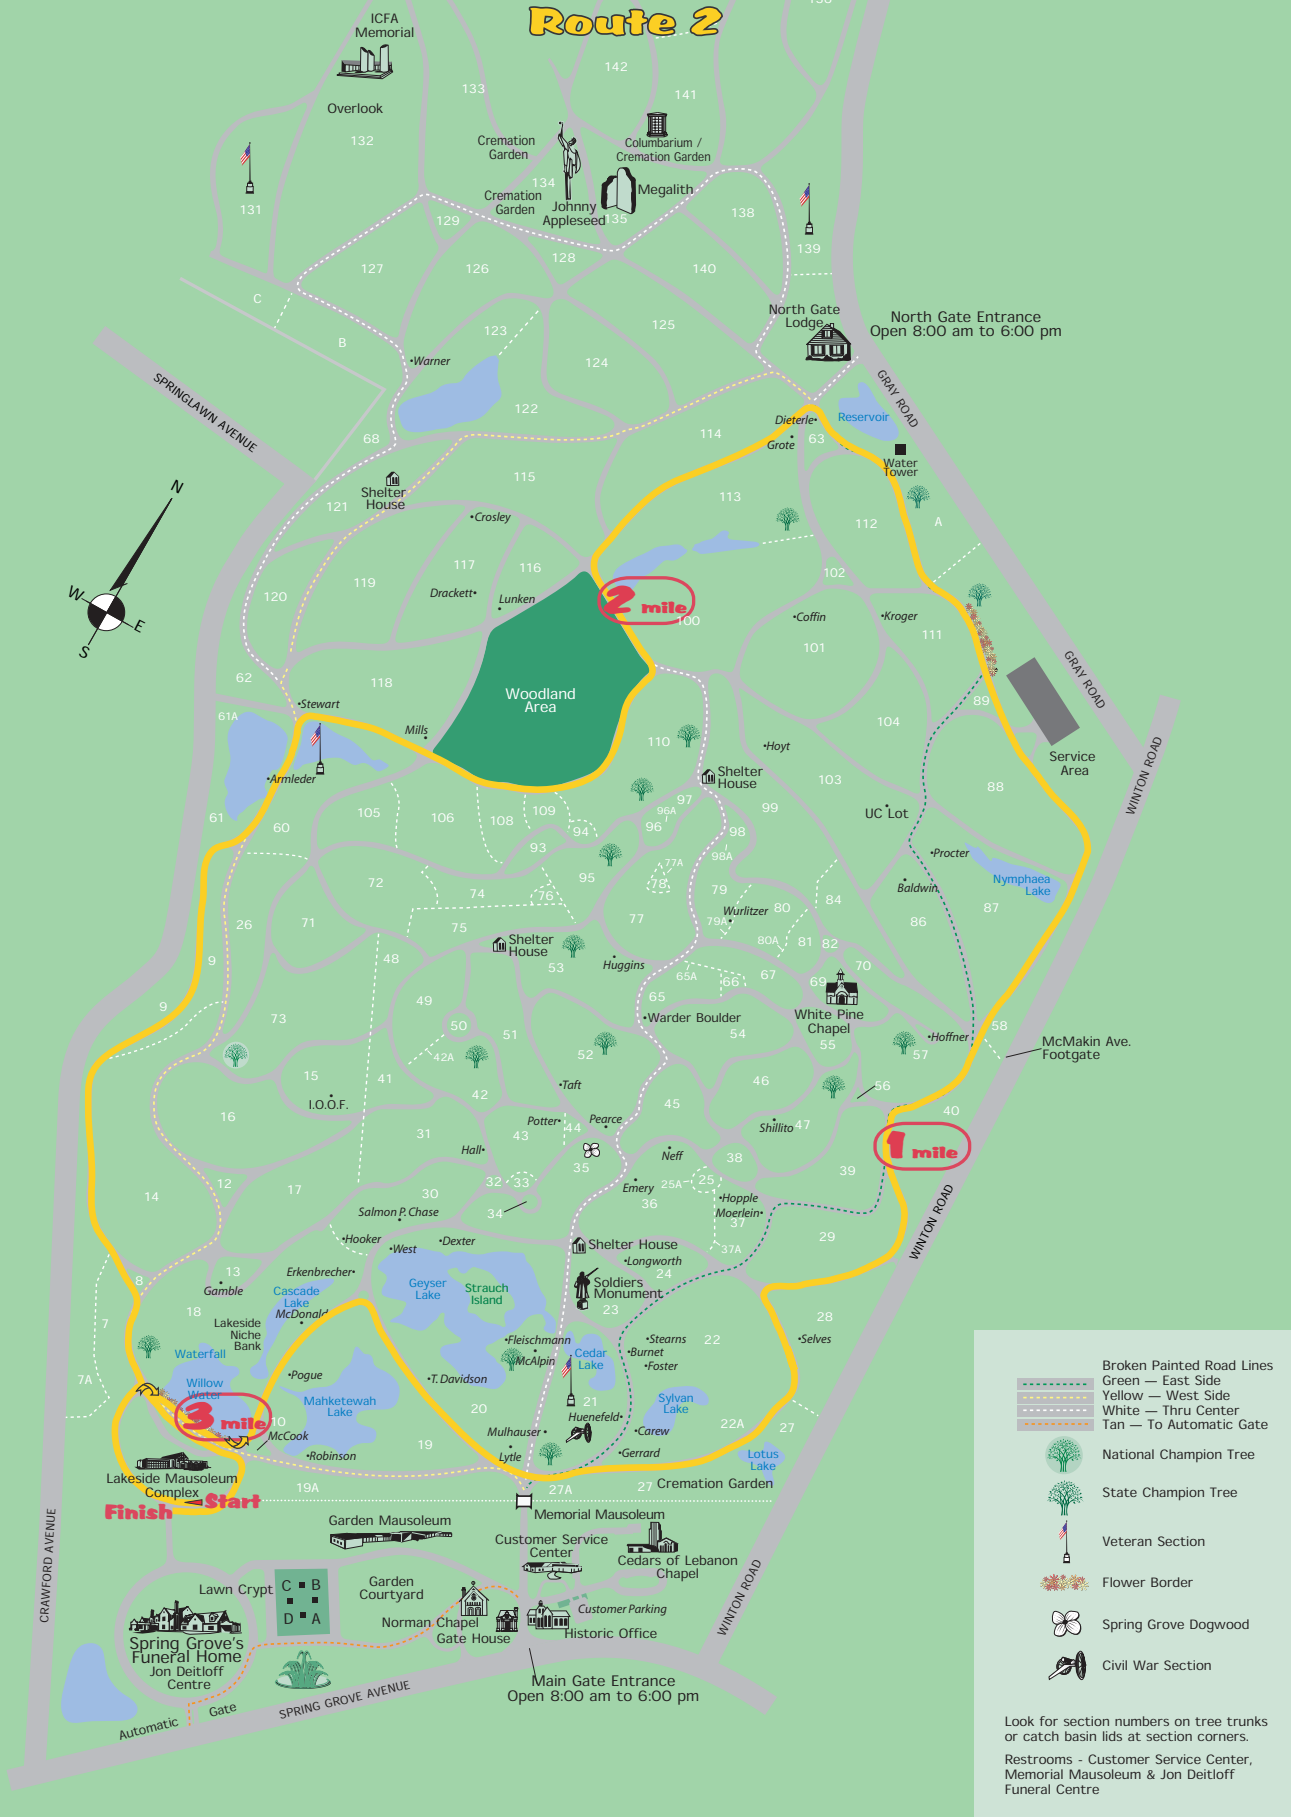 Route 2
ICFA
Memorial
138
142
133
141
Overlook
132
Cremation
Garden
Columbarium /
Cremation Garden
134
Megalith
Cremation
Garden
Johnny
Appleseed
135
131
129
138
139
128
127
126
140
C
North Gate
Lodge
North Gate Entrance
Open 8:00 am to 6:00 pm
123
125
B
•Warner
124
SPRINGLAWN AVENUE
GRAY ROAD
122
Dieterle•
Reservoir
68
114
Grote
63
Water
Tower
115
Shelter
House
N
121
•Crosley
113
112
A
117
116
119
102
120
Drackett•
Lunken
W
E
S
2 mile
100
•Coffin
•Kroger
101
111
62
118
Woodland
Area
GRAY ROAD
61A
•Stewart
89
104
Mills
110
•Hoyt
Service
Area
WINTON ROAD
•Armleder
Shelter
House
103
88
61
60
105
106
108
109
94
97
96A
96
99
UC Lot
98
98A
93
•Procter
77A
72
74
76
95
78
79
Baldwin
Nymphaea
Lake
Wurlitzer
80
84
87
26
71
75
77
79A
86
Shelter
House
80A
81
82
9
48
53
Huggins
65A
66
67
69
70
9
49
65
White Pine
Chapel
73
50
51
•Warder Boulder
54
58
55
•Hoffner
57
McMakin Ave.
Footgate
42A
52
15
41
42
•Taft
46
56
I.O.O.F.
45
40
16
31
Potter•
44
Pearce
Shillito
47
43
1 mile
Hall•
Neff
38
35
39
12
32
33
25A
25
14
17
30
Emery
•Hopple
36
Moerlein•
Salmon P. Chase
34
37
29
WINTON ROAD
•Hooker
•West
•Dexter
Shelter House
37A
•Longworth
8
13
Erkenbrecher•
24
Gamble
Cascade
Lake
Geyser
Lake
Strauch
Island
Soldiers
Monument
18
McDonald
23
28
7
Lakeside
Niche
Bank
•Fleischmann
•Stearns
22
•Selves
Waterfall
McAlpin
Cedar
Lake
•Burnet
•Foster
7A
Willow
Water
•Pogue
•T. Davidson
Mahketewah
Lake
20
21
Sylvan
Lake
3 mile
10
Huenefeld•
22A
27
McCook
19
Mulhauser•
•Carew
•Robinson
Lytle
•Gerrard
Lotus
Lake
Lakeside Mausoleum
Complex
19A
27A
27
Cremation Garden
Finish
Start
Memorial Mausoleum
Garden Mausoleum
Customer Service
Center
Cedars of Lebanon
Chapel
CRAWFORD AVENUE
Lawn Crypt
C
B
D
A
Garden
Courtyard
WINTON ROAD
Customer Parking
Norman Chapel
Gate House
Historic Office
Spring Grove's
Funeral Home
Jon Deitloff
Centre
Main Gate Entrance
Open 8:00 am to 6:00 pm
SPRING GROVE AVENUE
Automatic
Gate
Broken Painted Road Lines
Green — East Side
Yellow — West Side
White — Thru Center
Tan — To Automatic Gate
National Champion Tree
State Champion Tree
Veteran Section
Flower Border
Spring Grove Dogwood
Civil War Section
Look for section numbers on tree trunks
or catch basin lids at section corners.
Restrooms - Customer Service Center,
Memorial Mausoleum & Jon Deitloff
Funeral Centre